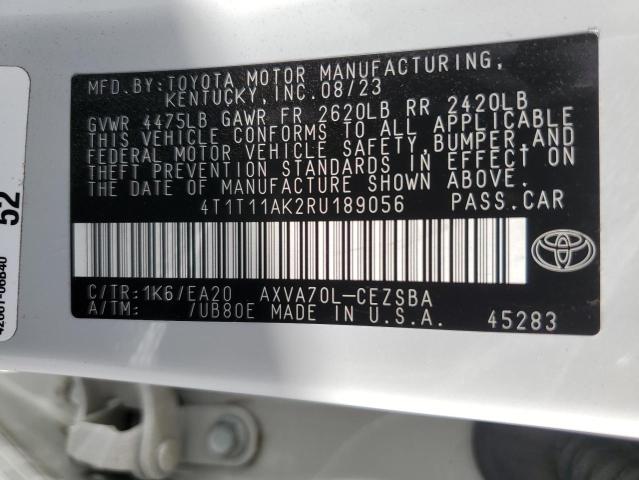 MFD.BY:TOYOTA MOTOR MANUFACTURING,
KENTUCKY,INC.08/23
GVWR 4475LB GAWR FR 2620LB RR 2420LB
THIS VEHICLE CONFORMS TO ALL APPLICABLE
FEDERAL MOTOR VEHICLE SAFETY,BUMPER,AND
THEFT PREVENTION STANDARDS IN EFFECT ON
THE DATE OF MANUFACTURE SHOWN ABOVE.
4T1T11AK2RU189056 PASS.CAR
C/TR:1K6/EA20 AXVA70L-CEZSBA
A/TM: /UB80E MADE IN U.S.A. 45283
52